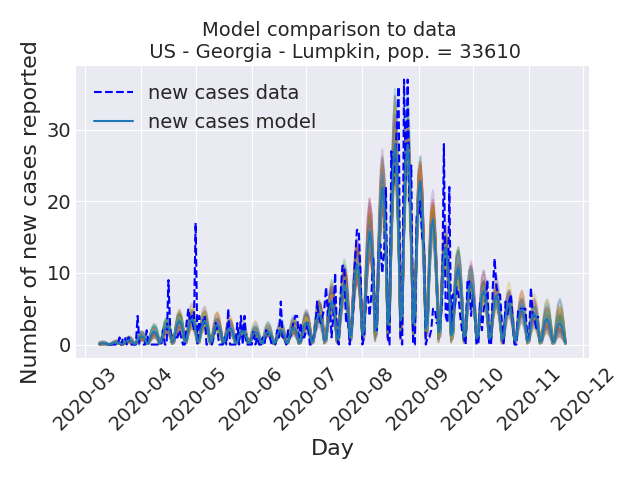 Model comparison to data
US - Georgia - Lumpkin, pop. = 33610
Number of new cases reported
new cases data
new cases model
30
20
10
0
2020-03
2020-04
2020-05
2020-06
2020-07
2020-08
2020-09
2020-10
2020-11
2020-12
Day